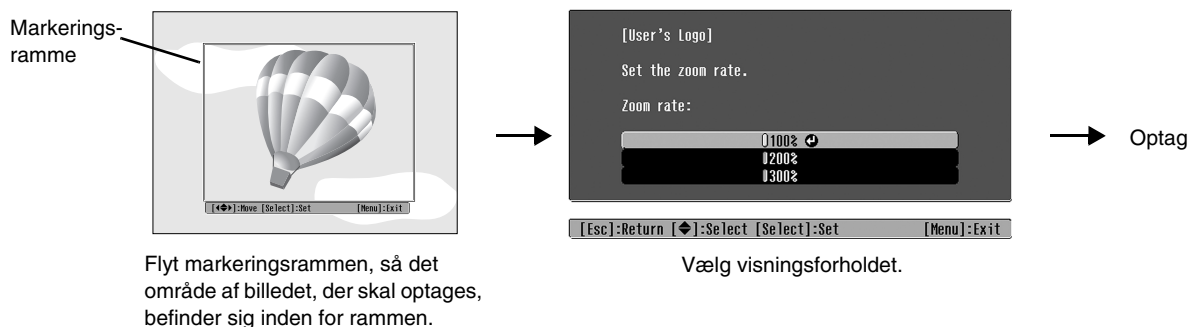 Markerings-
ramme
[◀◆▶]:Move [Select]:Set [Menu]:Exit
Flyt markeringsrammen, så det
område af billedet, der skal optages,
befinder sig inden for rammen.
[User's Logo]
Set the zoom rate.
Zoom rate:
100%
200%
300%
[Esc]:Return [◆]:Select [Select]:Set [Menu]:Exit
Vælg visningsforholdet.
Optag